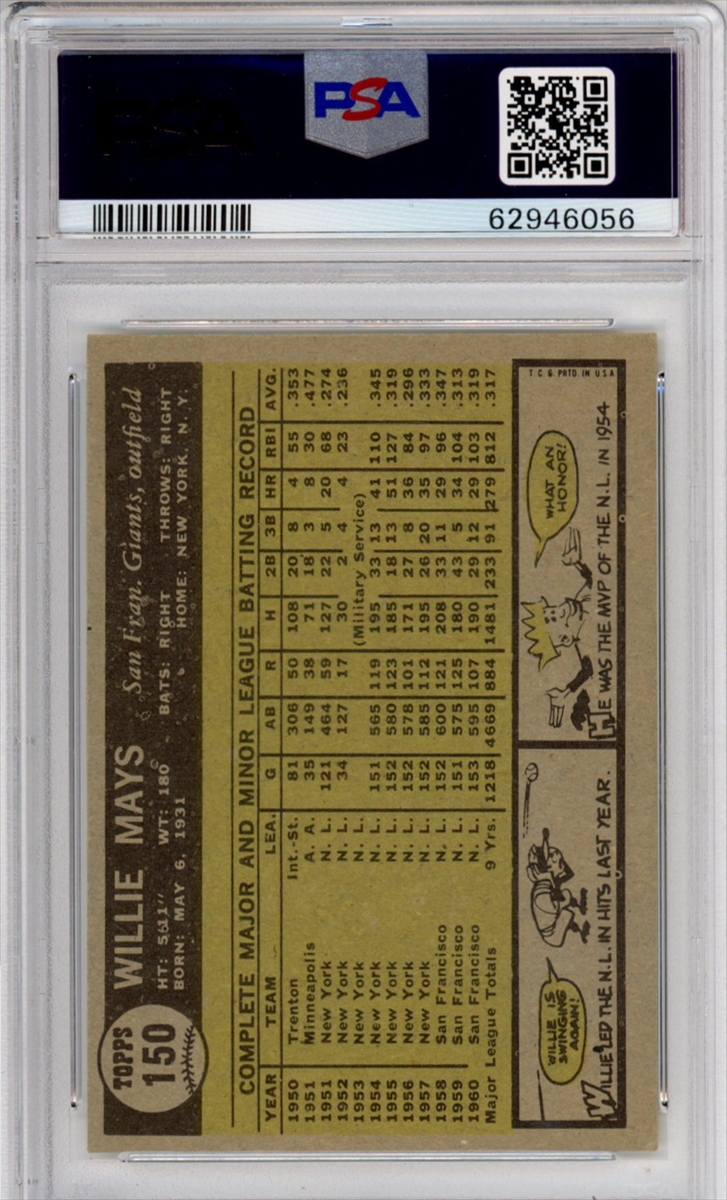 PSA
62946056
TOPPS
150
WILLIE MAYS San Fran. Giants, outfield
HT: 5'11" WT: 180 BATS: RIGHT THROWS: RIGHT
BORN: MAY 6, 1931 HOME: NEW YORK, N. Y.
COMPLETE MAJOR AND MINOR LEAGUE BATTING RECORD
YEAR TEAM LEA. G AB R H 2B 3B HR RBI AVG.
1950 Trenton Int.-St. 81 306 50 108 20 8 4 55 .353
1951 Minneapolis A. A. 35 149 38 71 18 3 8 30 .477
1951 New York N. L. 121 464 59 127 22 5 20 68 .274
1952 New York N. L. 34 127 17 30 2 4 4 23 .236
1953 New York N. L. (Military Service)
1954 New York N. L. 151 565 119 195 33 13 41 110 .345
1955 New York N. L. 152 580 123 185 18 13 51 127 .319
1956 New York N. L. 152 578 101 171 27 8 36 84 .296
1957 New York N. L. 152 585 112 195 26 20 35 97 .333
1958 San Francisco N. L. 152 600 121 208 33 11 29 96 .347
1959 San Francisco N. L. 151 575 125 180 43 5 34 104 .313
1960 San Francisco N. L. 153 595 107 190 29 12 29 103 .319
Major League Totals 9 Yrs. 1218 4669 884 1481 233 91 279 812 .317
WILLIE IS
SWINGING
AGAIN!
WILLIE LED THE N.L. IN HITS LAST YEAR.
WHAT AN
HONOR!
HE WAS THE MVP OF THE N.L. IN 1954
T.C.G. PRTD. IN U.S.A.